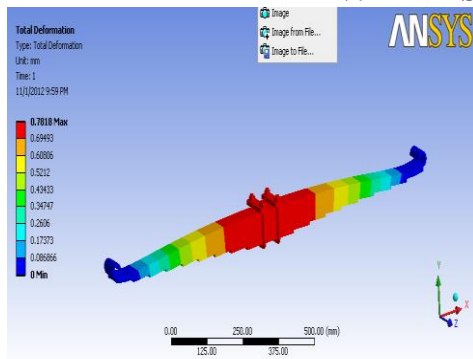 Image
Image from File...
Image to File...
ANSYS
Total Deformation
Type: Total Deformation
Unit: mm
Time: 1
11/1/2012 9:59 PM
0.7818 Max
0.69493
0.60806
0.5212
0.43433
0.34747
0.2606
0.17373
0.086866
0 Min
Y
X
Z
0.00 250.00 500.00 (mm)
125.00 375.00